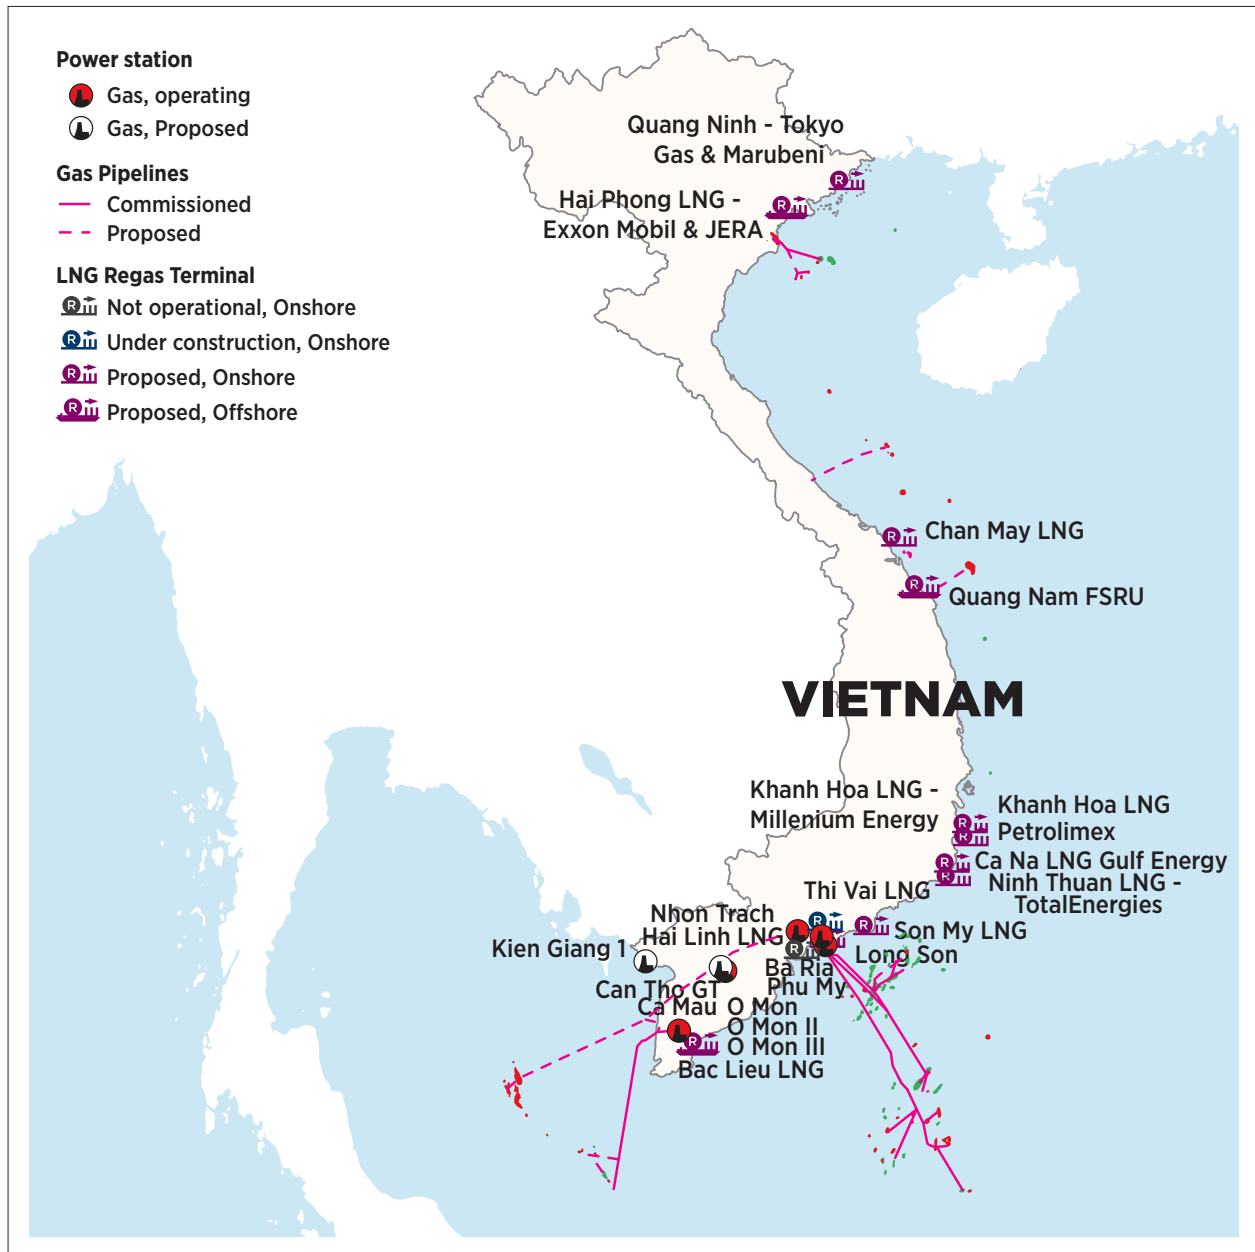 Power station
Gas, operating
Gas, Proposed
Gas Pipelines
Commissioned
Proposed
LNG Regas Terminal
R Not operational, Onshore
R Under construction, Onshore
R Proposed, Onshore
R Proposed, Offshore
Quang Ninh - Tokyo
Gas & Marubeni
R
Hai Phong LNG -
Exxon Mobil & JERA
R
R Chan May LNG
R
Quang Nam FSRU
VIETNAM
Khanh Hoa LNG -
Millenium Energy
Khanh Hoa LNG
Petrolimex
R
R
Ca Na LNG Gulf Energy
Ninh Thuan LNG -
TotalEnergies
R
R
Thi Vai LNG
R
Nhon Trach
Hai Linh LNG
R
R Son My LNG
Long Son
Kien Giang 1
Ba Ria
Phu My
Can Tho GT
Ca Mau
O Mon
O Mon II
O Mon III
R
Bac Lieu LNG